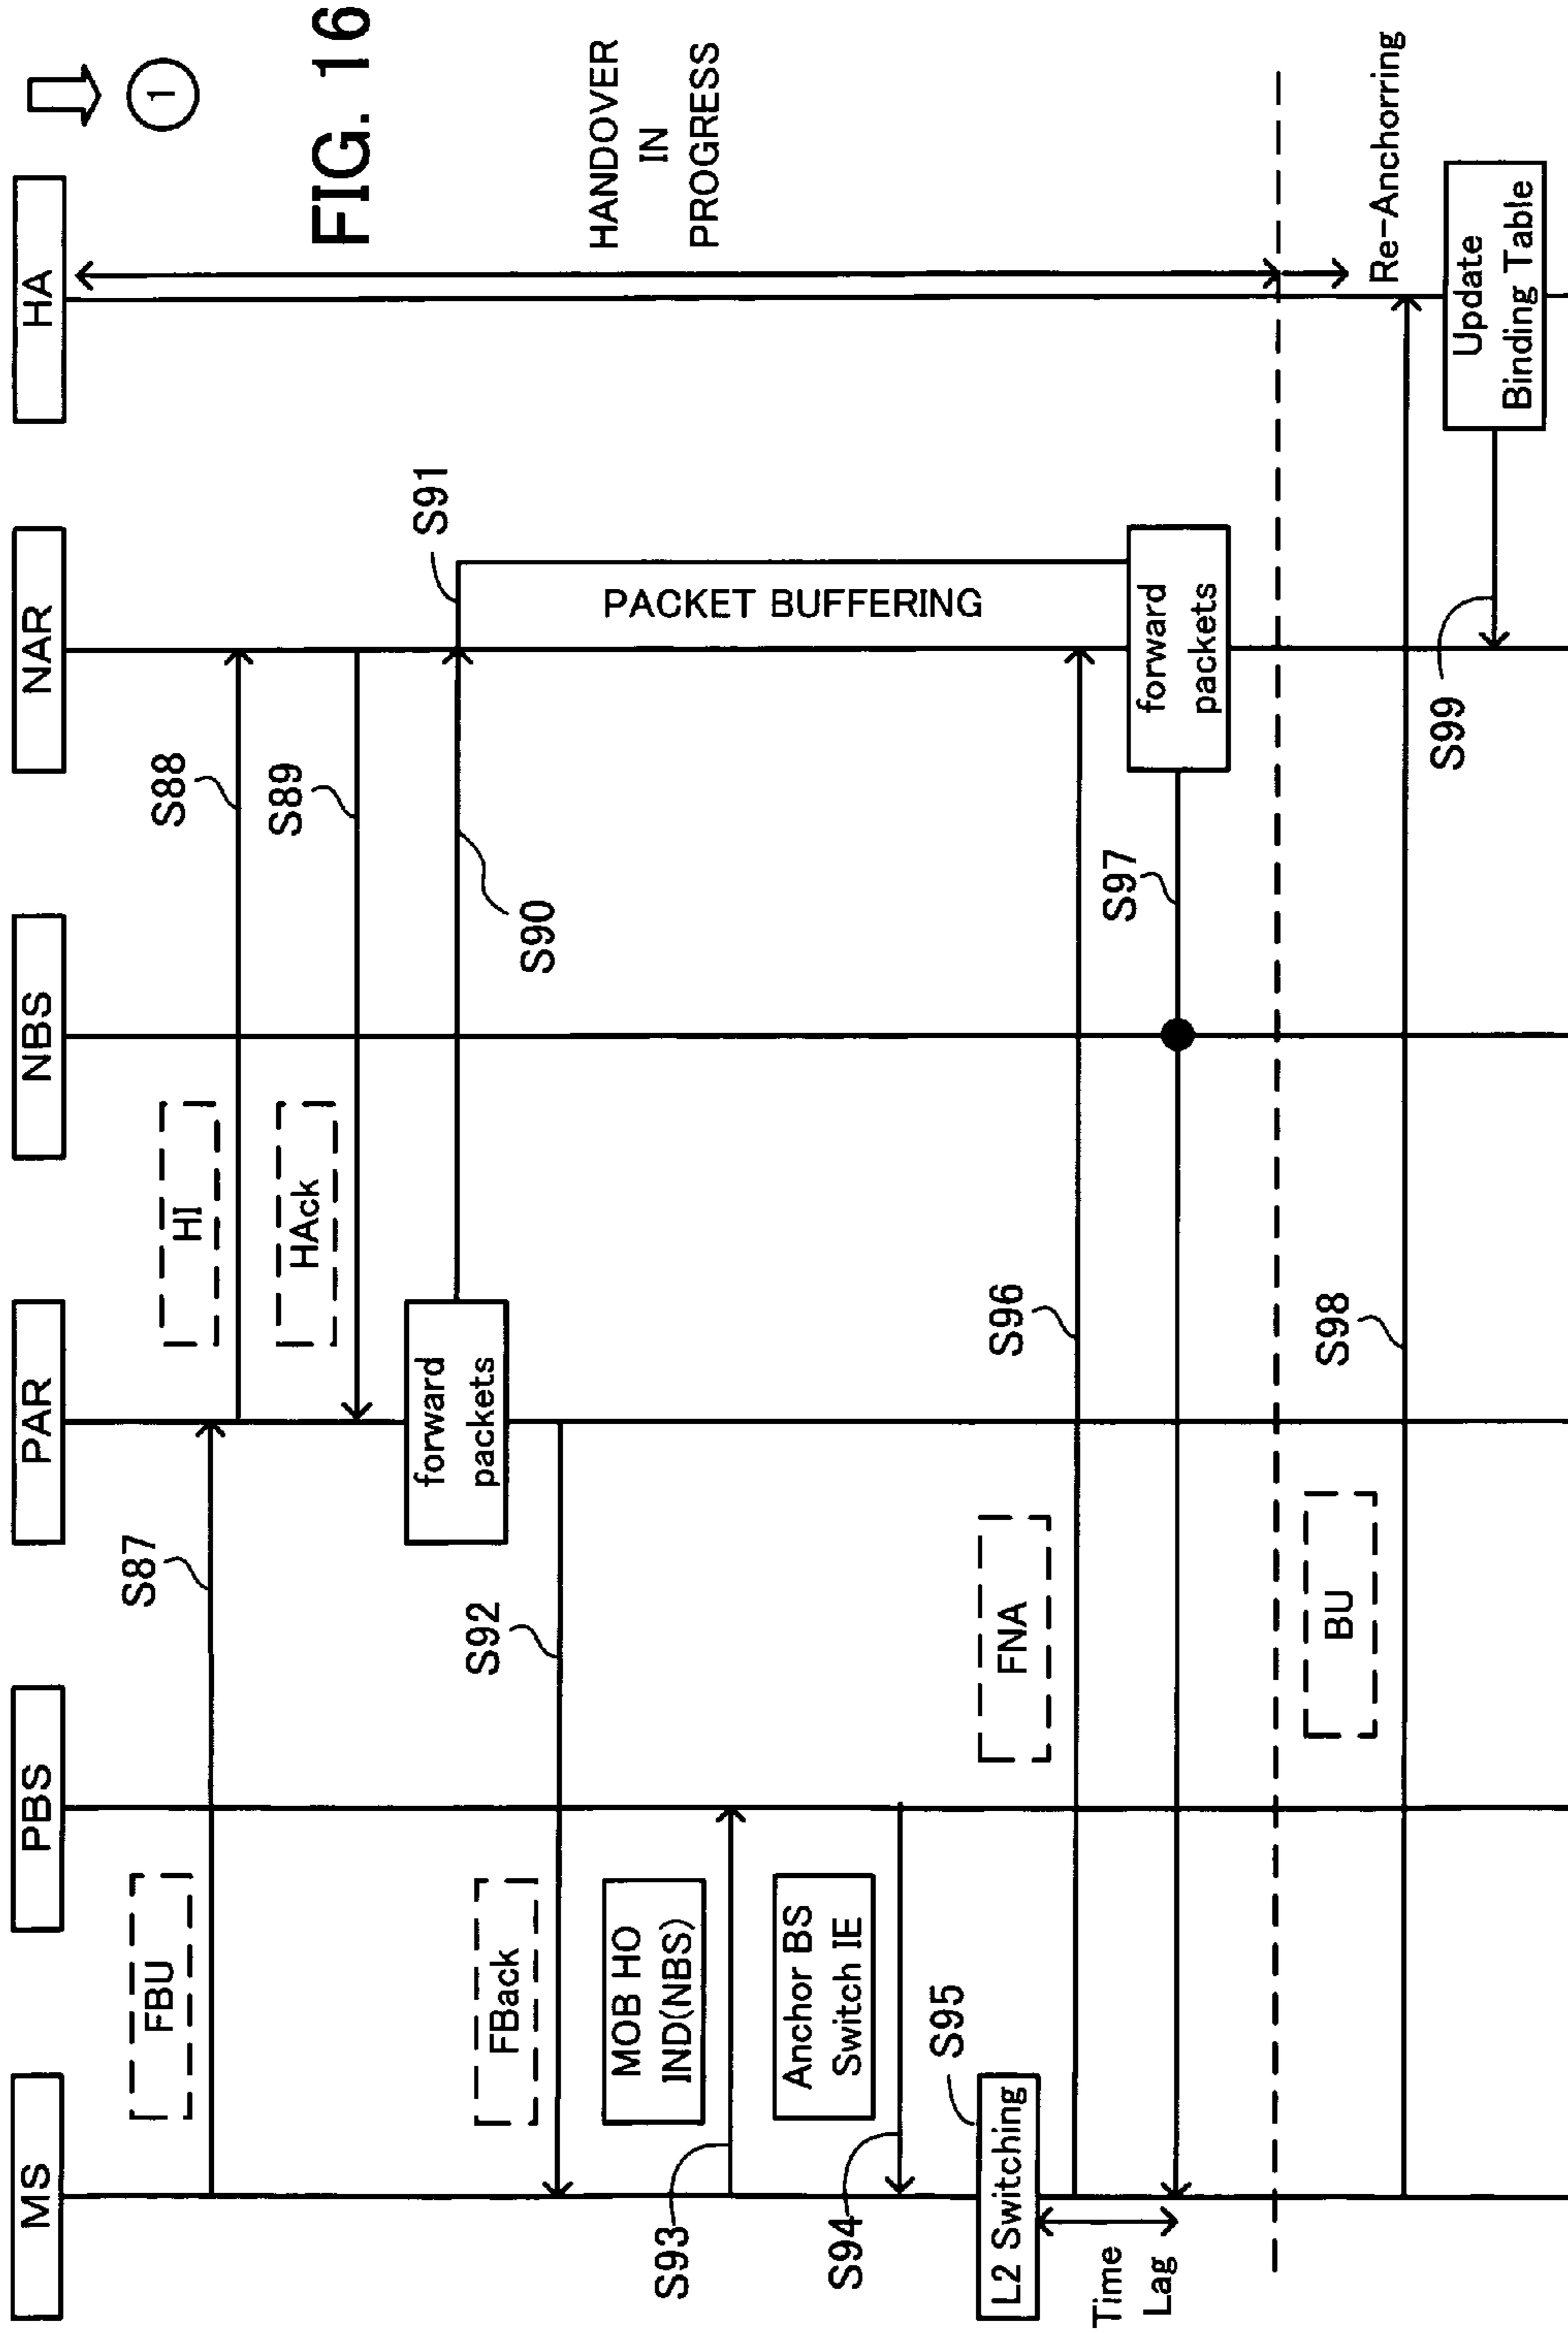 FIG. 16
1
MS
PBS
PAR
NBS
NAR
HA
FBU
S87
HI
S88
HAck
S89
forward
packets
S90
S91
PACKET BUFFERING
HANDOVER
IN
PROGRESS
FBack
S92
MOB HO
IND(NBS)
S93
Anchor BS
Switch IE
S94
L2 Switching
S95
FNA
S96
Time
Lag
forward
packets
S97
Re-Anchorring
BU
S98
Update
Binding Table
S99